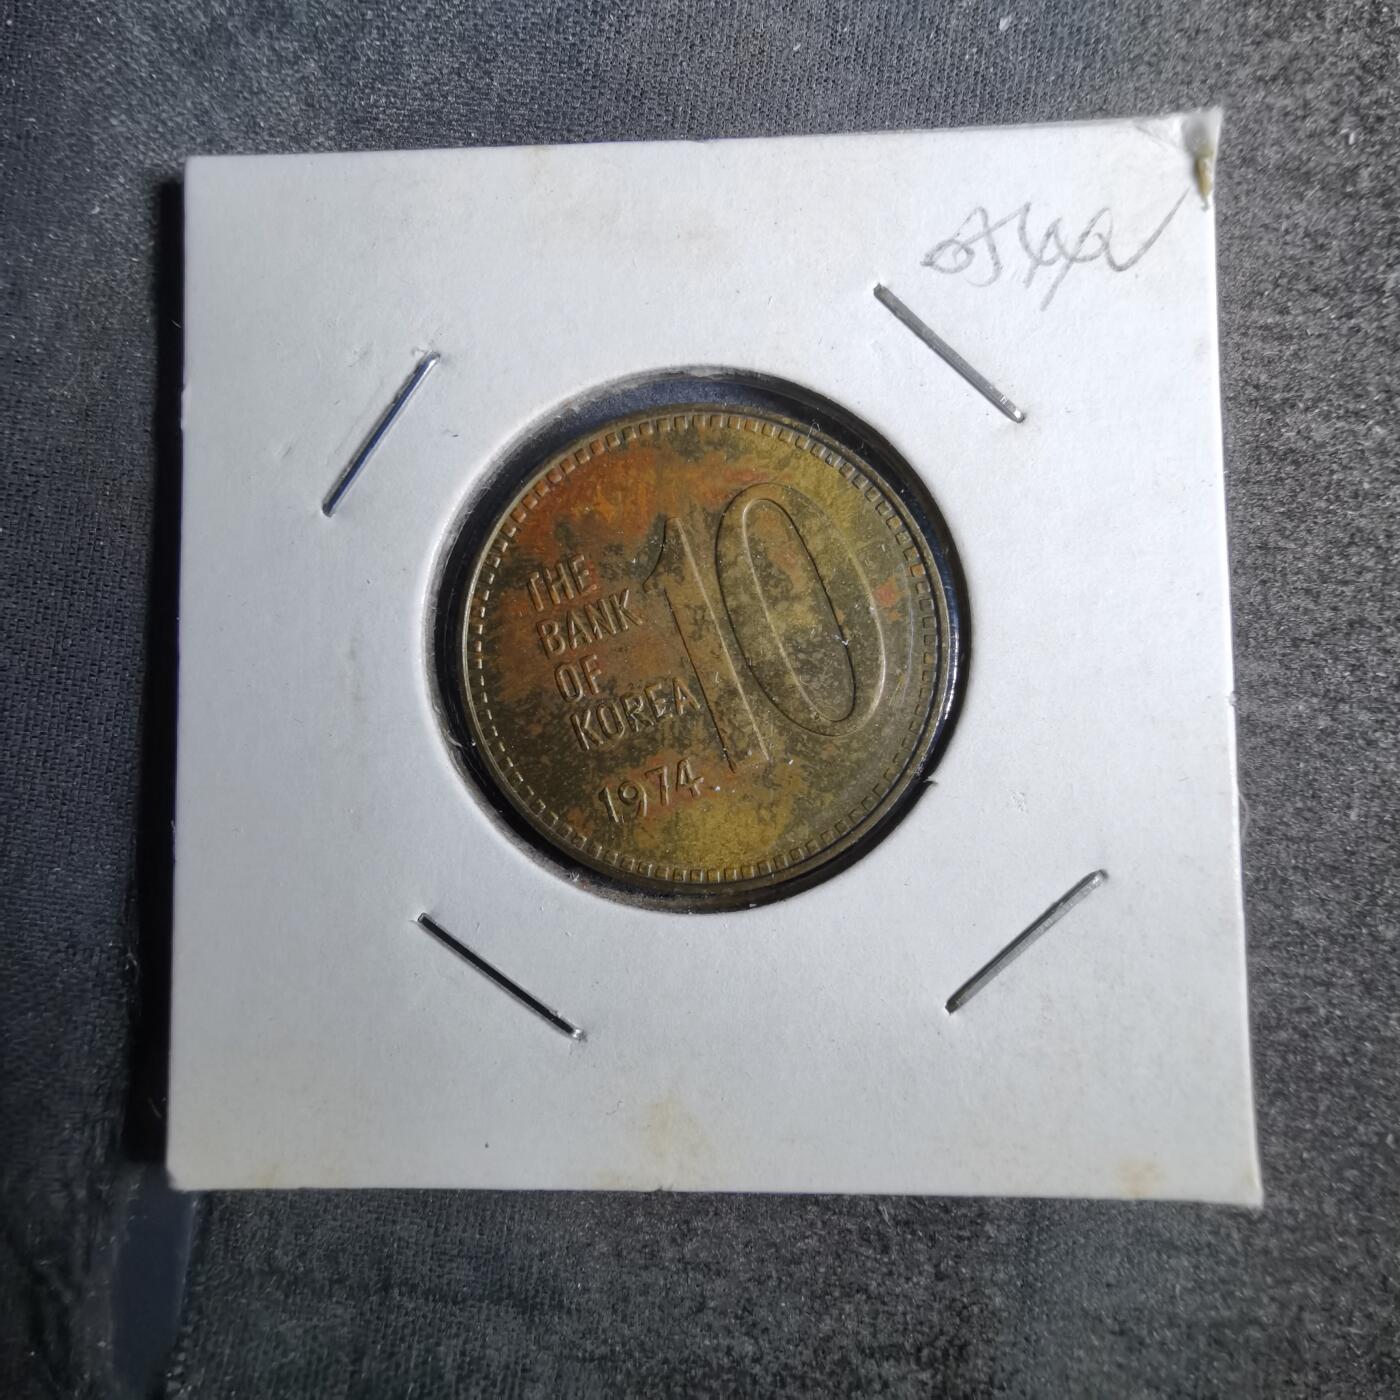 THE
BANK
OF
KOREA
10
1974